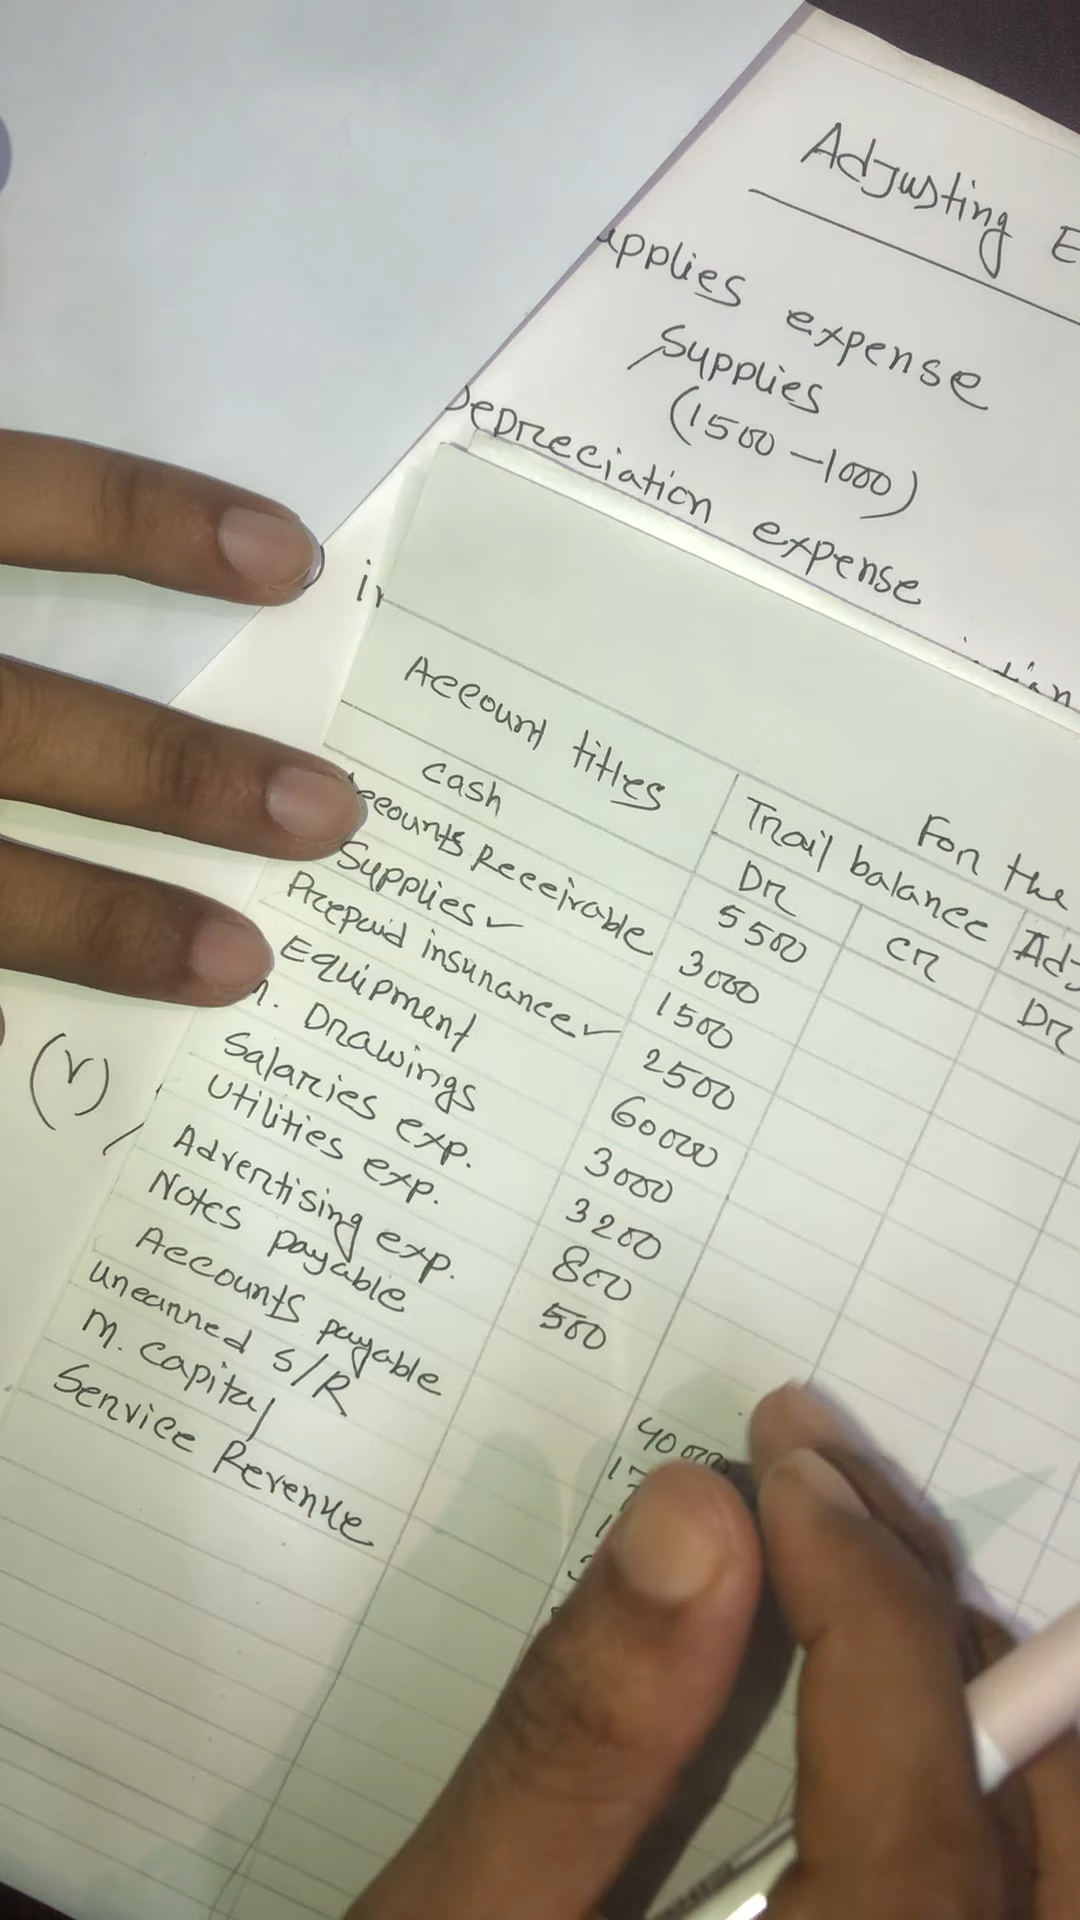 Adjusting E
upplies expense
Supplies
(1500 - 1000)
Depreciation expense
For the
Account titles
Trail balance
Adj
DR
CR
DR
Cash 5500
Accounts Receivable 3000
Supplies ✓ 1500
Prepaid insurance ✓ 2500
Equipment 60000
M. Drawings 3000
Salaries exp. 3200
Utilities exp. 800
Advertising exp. 500
Notes payable 40000
Accounts payable
unearned S/R
M. Capital
Service Revenue
(V)